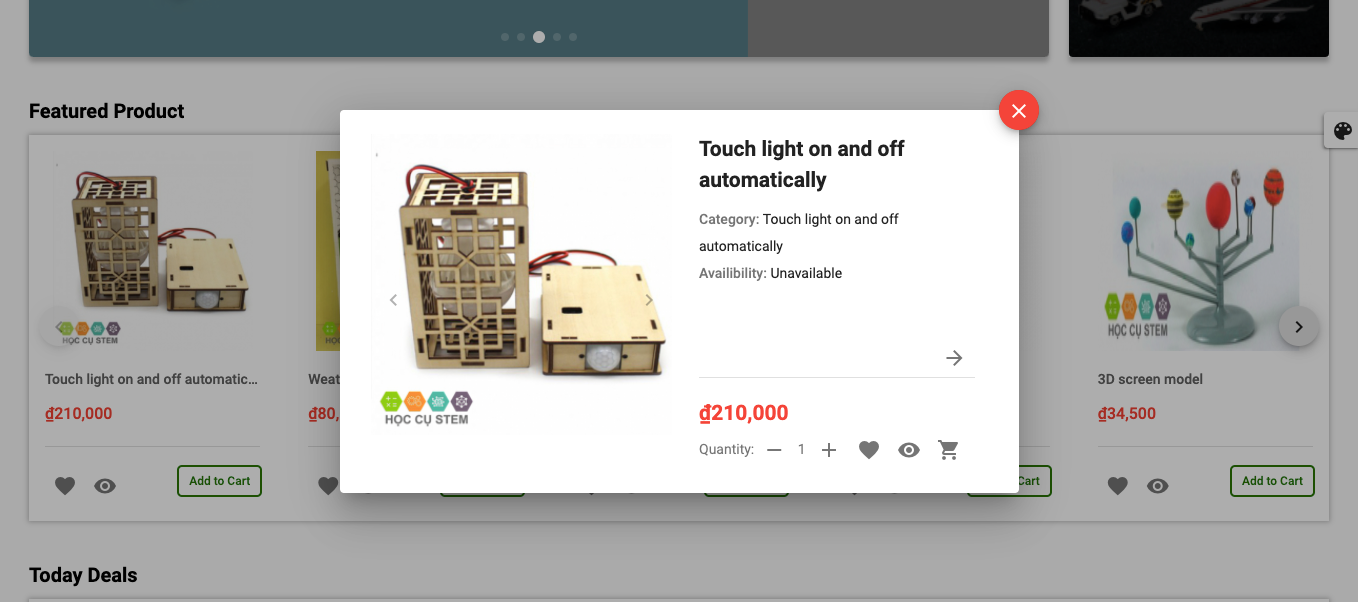 Featured Product
Touch light on and off
automatically
Category: Touch light on and off
automatically
Availibility: Unavailable
₫210,000
Quantity: 1
HỌC CỤ STEM
HỌC CỤ STEM
HỌC CỤ STEM
Touch light on and off automatic...
₫210,000
Add to Cart
Weat
₫80,
Cart
3D screen model
₫34,500
Add to Cart
Today Deals